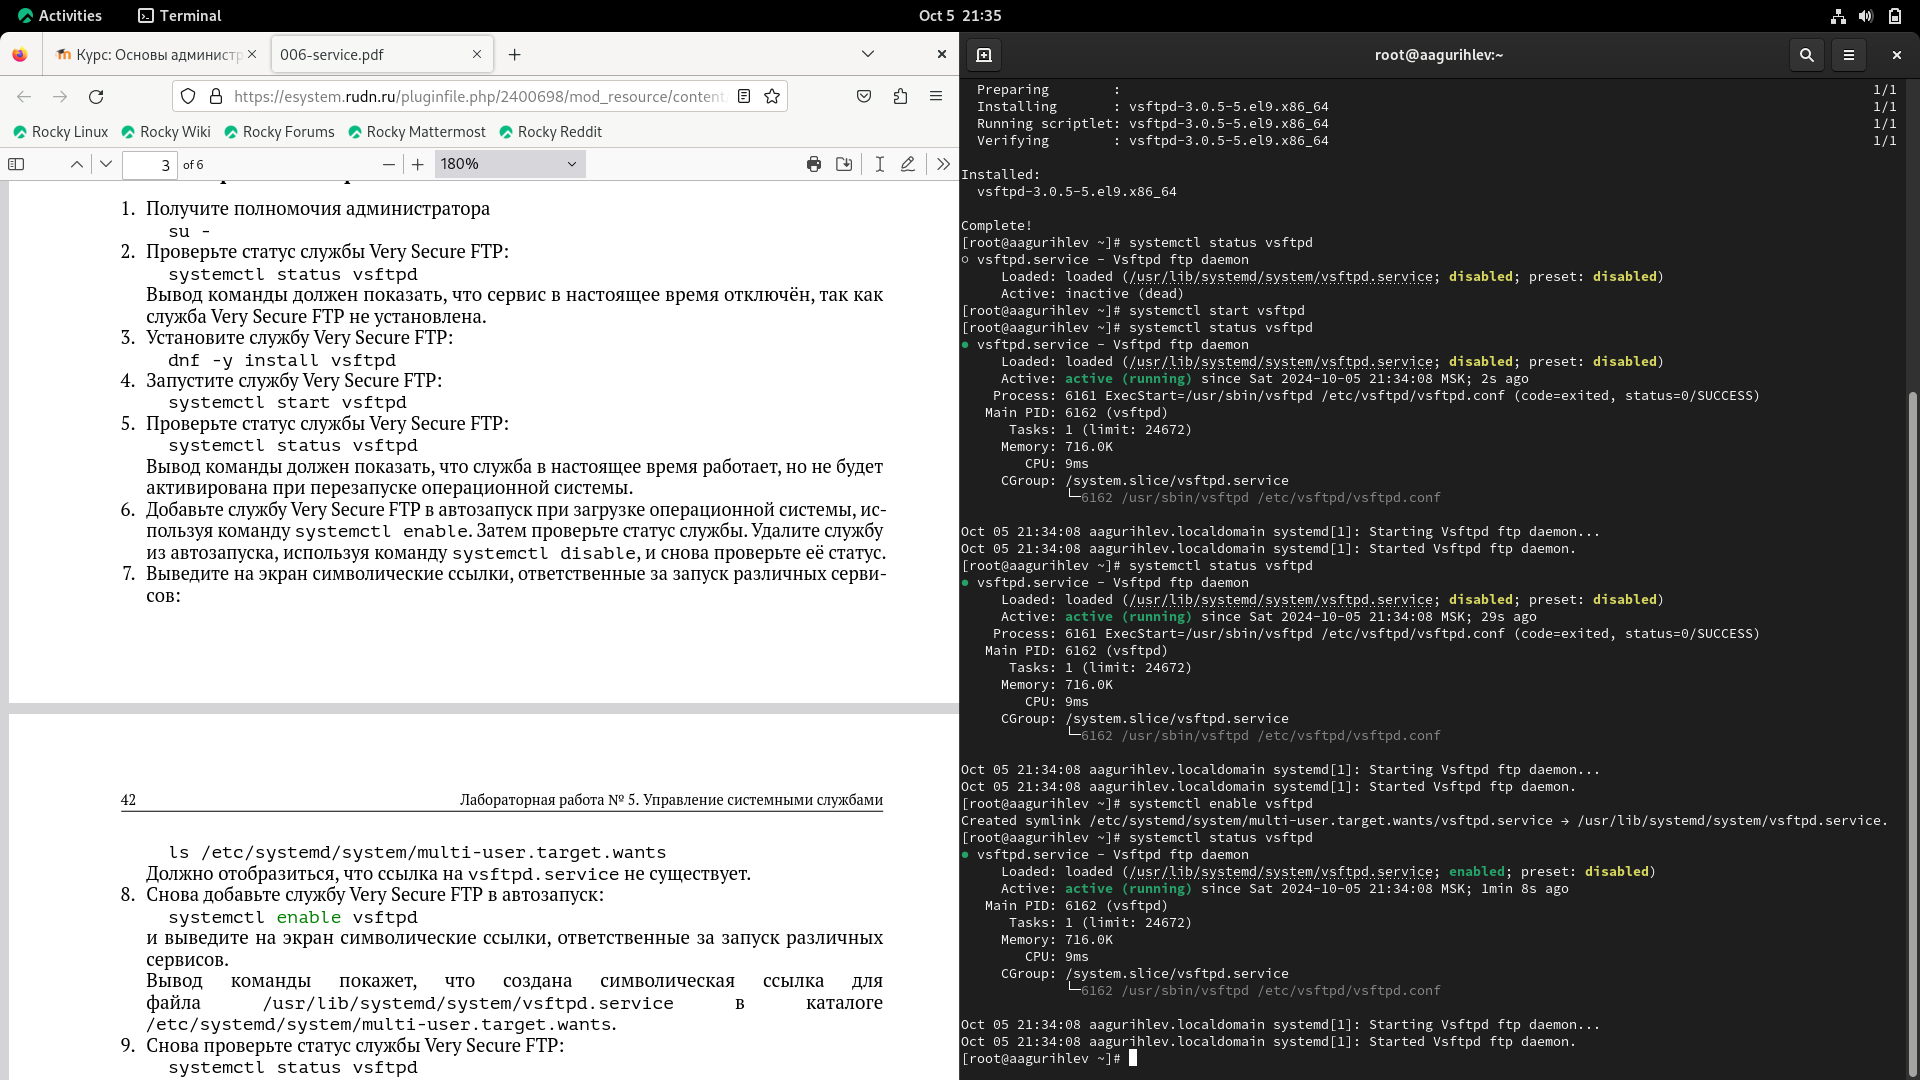 Activities
Terminal
Oct 5 21:35
Курс: Основы администр
006-service.pdf
https://esystem.rudn.ru/pluginfile.php/2400698/mod_resource/content
Rocky Linux
Rocky Wiki
Rocky Forums
Rocky Mattermost
Rocky Reddit
3 of 6
180%
1. Получите полномочия администратора
su -
2. Проверьте статус службы Very Secure FTP:
systemctl status vsftpd
Вывод команды должен показать, что сервис в настоящее время отключён, так как
служба Very Secure FTP не установлена.
3. Установите службу Very Secure FTP:
dnf -y install vsftpd
4. Запустите службу Very Secure FTP:
systemctl start vsftpd
5. Проверьте статус службы Very Secure FTP:
systemctl status vsftpd
Вывод команды должен показать, что служба в настоящее время работает, но не будет
активирована при перезапуске операционной системы.
6. Добавьте службу Very Secure FTP в автозапуск при загрузке операционной системы, ис-
пользуя команду systemctl enable. Затем проверьте статус службы. Удалите службу
из автозапуска, используя команду systemctl disable, и снова проверьте её статус.
7. Выведите на экран символические ссылки, ответственные за запуск различных серви-
сов:
42 Лабораторная работа № 5. Управление системными службами
ls /etc/systemd/system/multi-user.target.wants
Должно отобразиться, что ссылка на vsftpd.service не существует.
8. Снова добавьте службу Very Secure FTP в автозапуск:
systemctl enable vsftpd
и выведите на экран символические ссылки, ответственные за запуск различных
сервисов.
Вывод команды покажет, что создана символическая ссылка для
файла /usr/lib/systemd/system/vsftpd.service в каталоге
/etc/systemd/system/multi-user.target.wants.
9. Снова проверьте статус службы Very Secure FTP:
systemctl status vsftpd
root@aagurihlev:~
Preparing : 1/1
Installing : vsftpd-3.0.5-5.el9.x86_64 1/1
Running scriptlet: vsftpd-3.0.5-5.el9.x86_64 1/1
Verifying : vsftpd-3.0.5-5.el9.x86_64 1/1
Installed:
vsftpd-3.0.5-5.el9.x86_64
Complete!
[root@aagurihlev ~]# systemctl status vsftpd
○ vsftpd.service - Vsftpd ftp daemon
Loaded: loaded (/usr/lib/systemd/system/vsftpd.service; disabled; preset: disabled)
Active: inactive (dead)
[root@aagurihlev ~]# systemctl start vsftpd
[root@aagurihlev ~]# systemctl status vsftpd
● vsftpd.service - Vsftpd ftp daemon
Loaded: loaded (/usr/lib/systemd/system/vsftpd.service; disabled; preset: disabled)
Active: active (running) since Sat 2024-10-05 21:34:08 MSK; 2s ago
Process: 6161 ExecStart=/usr/sbin/vsftpd /etc/vsftpd/vsftpd.conf (code=exited, status=0/SUCCESS)
Main PID: 6162 (vsftpd)
Tasks: 1 (limit: 24672)
Memory: 716.0K
CPU: 9ms
CGroup: /system.slice/vsftpd.service
└─6162 /usr/sbin/vsftpd /etc/vsftpd/vsftpd.conf
Oct 05 21:34:08 aagurihlev.localdomain systemd[1]: Starting Vsftpd ftp daemon...
Oct 05 21:34:08 aagurihlev.localdomain systemd[1]: Started Vsftpd ftp daemon.
[root@aagurihlev ~]# systemctl status vsftpd
● vsftpd.service - Vsftpd ftp daemon
Loaded: loaded (/usr/lib/systemd/system/vsftpd.service; disabled; preset: disabled)
Active: active (running) since Sat 2024-10-05 21:34:08 MSK; 29s ago
Process: 6161 ExecStart=/usr/sbin/vsftpd /etc/vsftpd/vsftpd.conf (code=exited, status=0/SUCCESS)
Main PID: 6162 (vsftpd)
Tasks: 1 (limit: 24672)
Memory: 716.0K
CPU: 9ms
CGroup: /system.slice/vsftpd.service
└─6162 /usr/sbin/vsftpd /etc/vsftpd/vsftpd.conf
Oct 05 21:34:08 aagurihlev.localdomain systemd[1]: Starting Vsftpd ftp daemon...
Oct 05 21:34:08 aagurihlev.localdomain systemd[1]: Started Vsftpd ftp daemon.
[root@aagurihlev ~]# systemctl enable vsftpd
Created symlink /etc/systemd/system/multi-user.target.wants/vsftpd.service → /usr/lib/systemd/system/vsftpd.service.
[root@aagurihlev ~]# systemctl status vsftpd
● vsftpd.service - Vsftpd ftp daemon
Loaded: loaded (/usr/lib/systemd/system/vsftpd.service; enabled; preset: disabled)
Active: active (running) since Sat 2024-10-05 21:34:08 MSK; 1min 8s ago
Main PID: 6162 (vsftpd)
Tasks: 1 (limit: 24672)
Memory: 716.0K
CPU: 9ms
CGroup: /system.slice/vsftpd.service
└─6162 /usr/sbin/vsftpd /etc/vsftpd/vsftpd.conf
Oct 05 21:34:08 aagurihlev.localdomain systemd[1]: Starting Vsftpd ftp daemon...
Oct 05 21:34:08 aagurihlev.localdomain systemd[1]: Started Vsftpd ftp daemon.
[root@aagurihlev ~]#